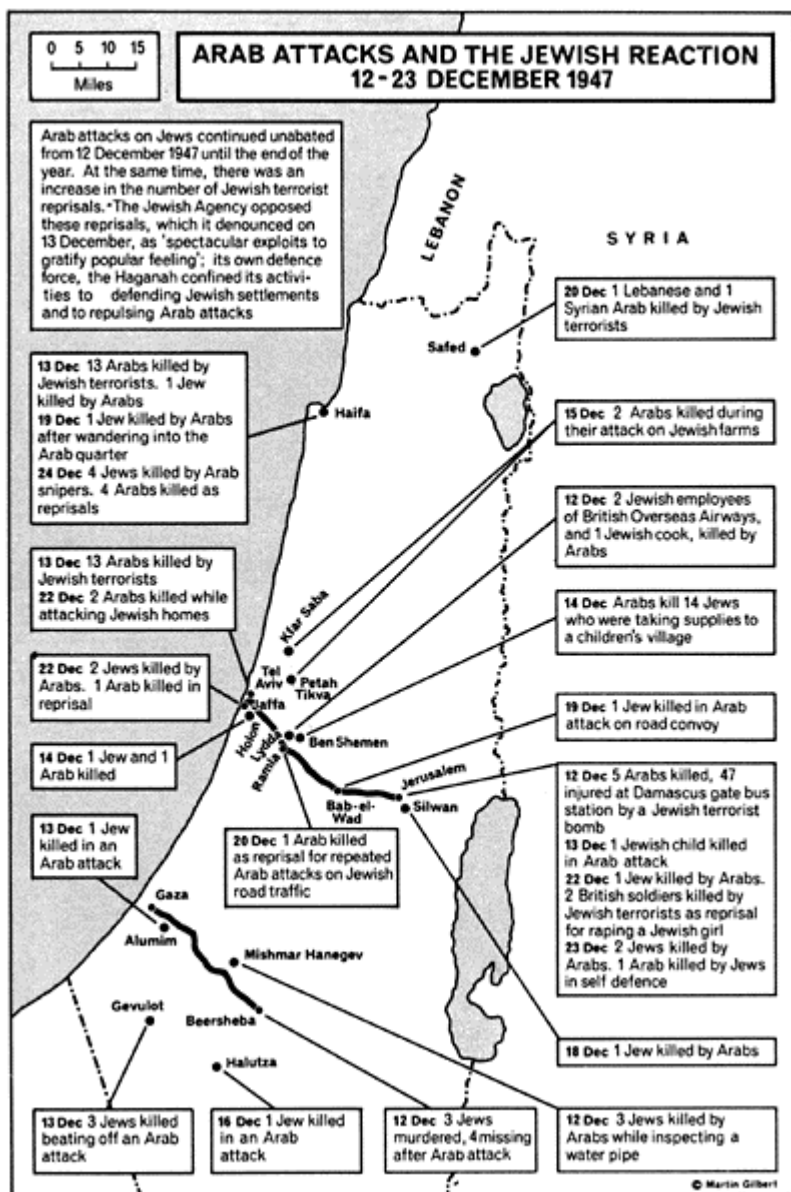 0 5 10 15
Miles
ARAB ATTACKS AND THE JEWISH REACTION
12-23 DECEMBER 1947
Arab attacks on Jews continued unabated
from 12 December 1947 until the end of the
year. At the same time, there was an
increase in the number of Jewish terrorist
reprisals. The Jewish Agency opposed
these reprisals, which it denounced on
13 December, as 'spectacular exploits to
gratify popular feeling'; its own defence
force, the Haganah confined its activi-
ties to defending Jewish settlements
and to repulsing Arab attacks
LEBANON
SYRIA
20 Dec 1 Lebanese and 1
Syrian Arab killed by Jewish
terrorists
Safed
13 Dec 13 Arabs killed by
Jewish terrorists. 1 Jew
killed by Arabs
19 Dec 1 Jew killed by Arabs
after wandering into the
Arab quarter
24 Dec 4 Jews killed by Arab
snipers. 4 Arabs killed as
reprisals
Haifa
15 Dec 2 Arabs killed during
their attack on Jewish farms
12 Dec 2 Jewish employees
of British Overseas Airways,
and 1 Jewish cook, killed by
Arabs
13 Dec 13 Arabs killed by
Jewish terrorists
22 Dec 2 Arabs killed while
attacking Jewish homes
Kfar Saba
14 Dec Arabs kill 14 Jews
who were taking supplies to
a children's village
22 Dec 2 Jews killed by
Arabs. 1 Arab killed in
reprisal
Tel
Aviv
Petah
Tikva
Jaffa
19 Dec 1 Jew killed in Arab
attack on road convoy
Holon
Lydda
Ramla
Ben Shemen
14 Dec 1 Jew and 1
Arab killed
Jerusalem
Bab-el-
Wad
Silwan
12 Dec 5 Arabs killed, 47
injured at Damascus gate bus
station by a Jewish terrorist
bomb
13 Dec 1 Jewish child killed
in Arab attack
22 Dec 1 Jew killed by Arabs.
2 British soldiers killed by
Jewish terrorists as reprisal
for raping a Jewish girl
23 Dec 2 Jews killed by
Arabs. 1 Arab killed by Jews
in self defence
13 Dec 1 Jew
killed in an
Arab attack
20 Dec 1 Arab killed
as reprisal for repeated
Arab attacks on Jewish
road traffic
Gaza
Alumim
Mishmar Hanegev
Gevulot
Beersheba
Halutza
18 Dec 1 Jew killed by Arabs
13 Dec 3 Jews killed
beating off an Arab
attack
16 Dec 1 Jew killed
in an Arab
attack
12 Dec 3 Jews
murdered, 4 missing
after Arab attack
12 Dec 3 Jews killed by
Arabs while inspecting a
water pipe
© Martin Gilbert